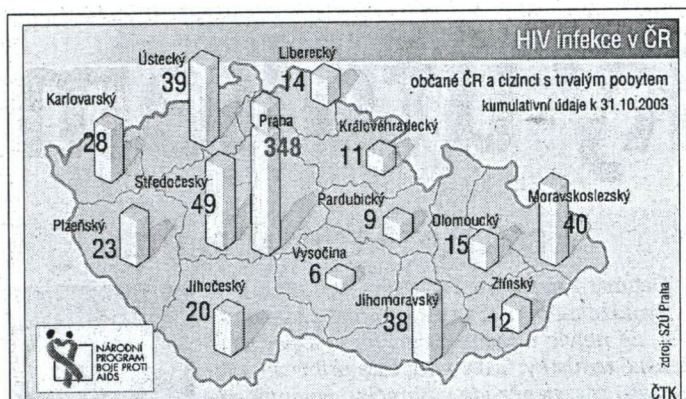 HIV infekce v ČR
občané ČR a cizinci s trvalým pobytem
kumulativní údaje k 31.10.2003
Ústecký
39
Liberecký
14
Karlovarský
28
Praha
348
Královéhradecký
11
Středočeský
49
Pardubický
9
Moravskoslezský
40
Plzeňský
23
Olomoucký
15
Vysočina
6
Jihočeský
20
Jihomoravský
38
Zlínský
12
NÁRODNÍ
PROGRAM
BOJE PROTI
AIDS
zdroj: SZÚ Praha
ČTK